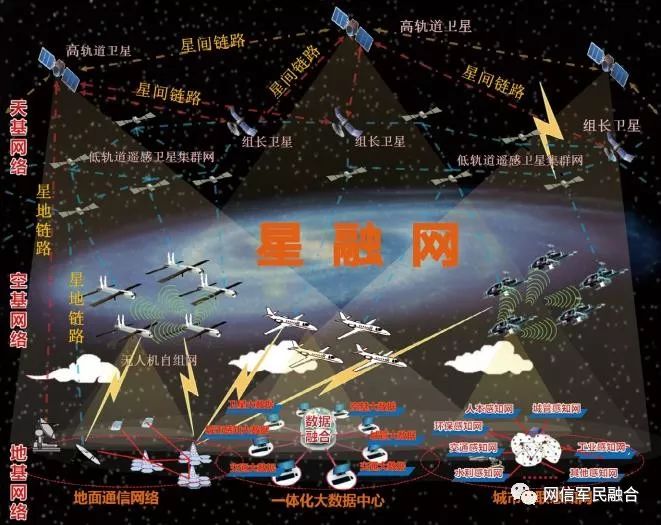 高轨道卫星
高轨道卫星
星间链路
星间链路
星间链路
星间链路
组长卫星
组长卫星
组长卫星
天基网络
低轨道遥感卫星集群网
低轨道遥感卫星集群网
星地链路
星融网
星地链路
空基网络
无人机自组网
地基网络
卫星大数据
数据融合
人本感知网
城管感知网
环保感知网
交通感知网
工业感知网
水利感知网
其他感知网
地面通信网络
一体化大数据中心
网信军民融合